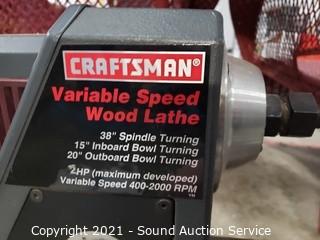 CRAFTSMAN
Variable Speed
Wood Lathe
38" Spindle Turning
15" Inboard Bowl Turning
20" Outboard Bowl Turning
2HP (maximum developed)
Variable Speed 400-2000 RPM
TM
Copyright 2021 - Sound Auction Service